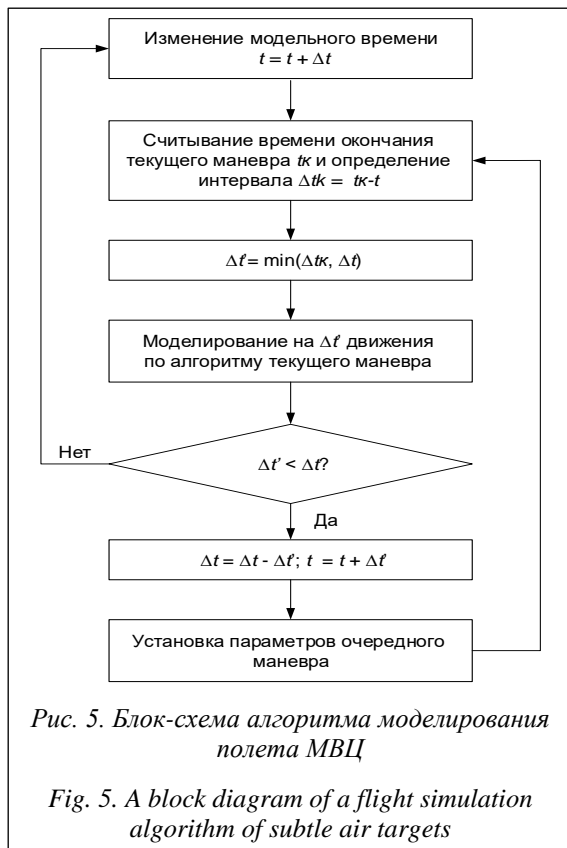 Изменение модельного времени
t = t + Δt
Считывание времени окончания
текущего маневра tк и определение
интервала Δtk = tк-t
Δt' = min(Δtк, Δt)
Моделирование на Δt' движения
по алгоритму текущего маневра
Нет
Δt' < Δt?
Да
Δt = Δt - Δt'; t = t + Δt'
Установка параметров очередного
маневра
Рис. 5. Блок-схема алгоритма моделирования
полета МВЦ
Fig. 5. A block diagram of a flight simulation
algorithm of subtle air targets